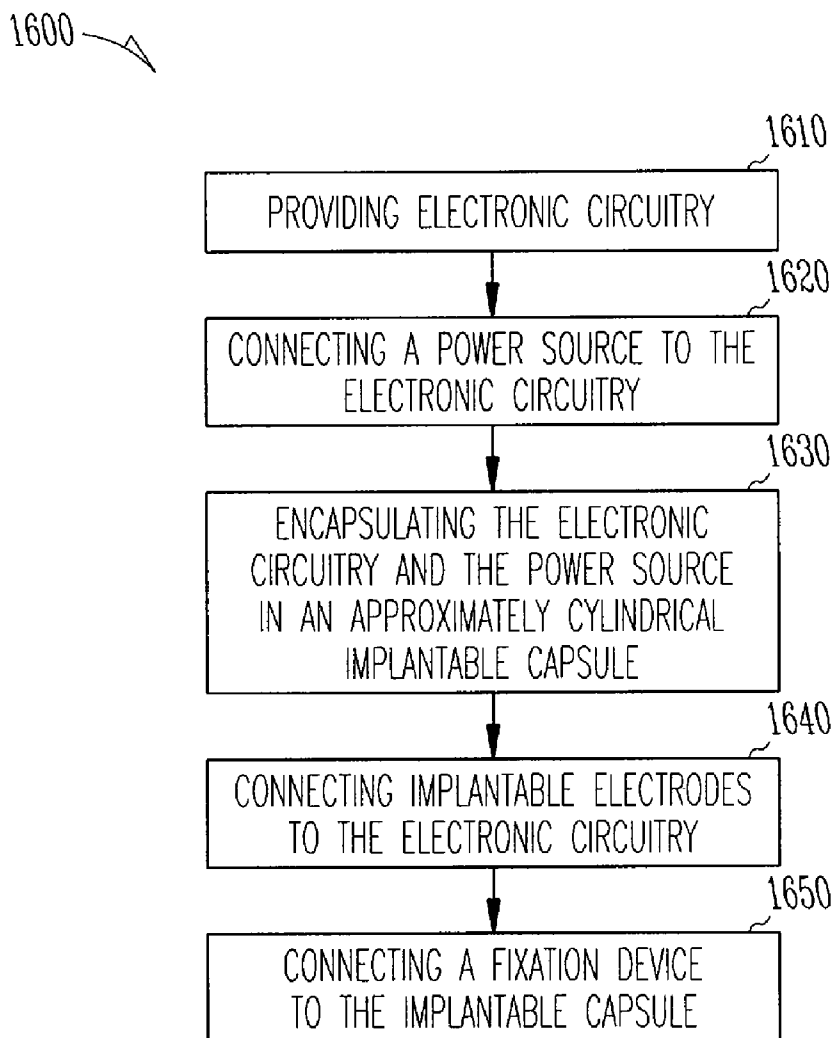 1600
1610
PROVIDING ELECTRONIC CIRCUITRY
1620
CONNECTING A POWER SOURCE TO THE
ELECTRONIC CIRCUITRY
1630
ENCAPSULATING THE ELECTRONIC
CIRCUITRY AND THE POWER SOURCE
IN AN APPROXIMATELY CYLINDRICAL
IMPLANTABLE CAPSULE
1640
CONNECTING IMPLANTABLE ELECTRODES
TO THE ELECTRONIC CIRCUITRY
1650
CONNECTING A FIXATION DEVICE
TO THE IMPLANTABLE CAPSULE